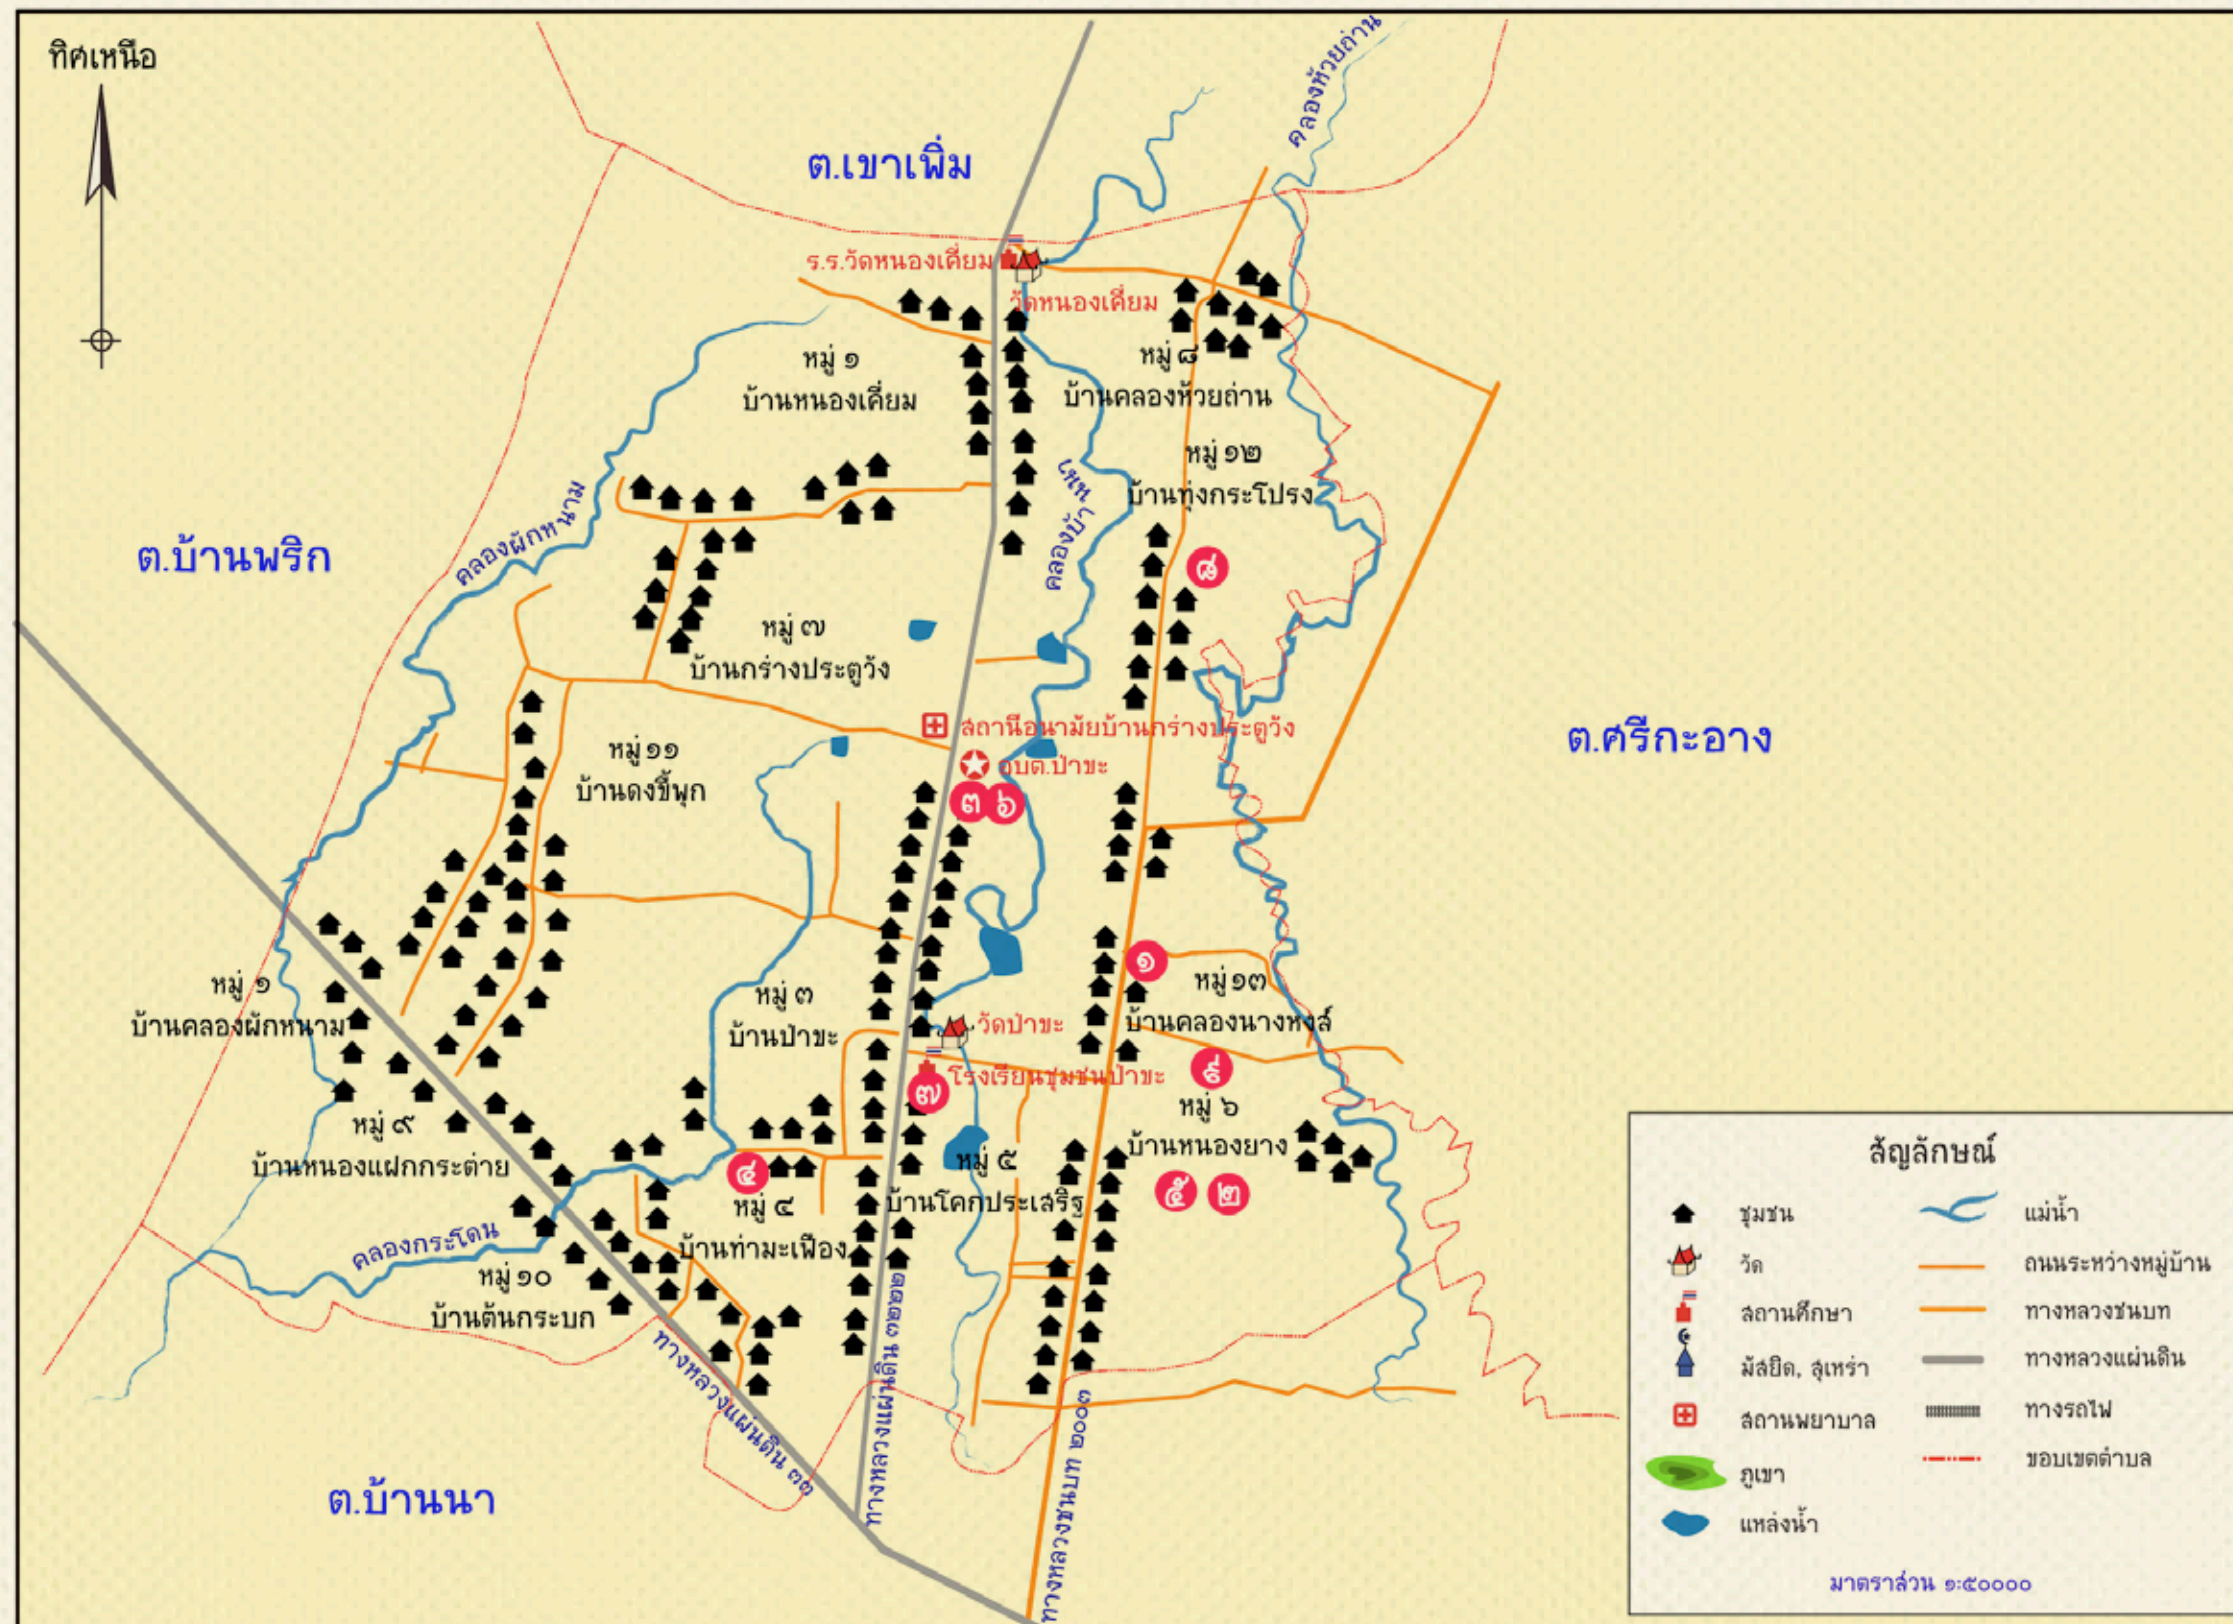 ทิศเหนือ
คลองห้วยถ่าน
ต.เขาเพิ่ม
ร.ร.วัดหนองเคี่ยม
วัดหนองเคี่ยม
หมู่ ๑
บ้านหนองเคี่ยม
หมู่ ๘
บ้านคลองห้วยถ่าน
หมู่ ๑๒
บ้านทุ่งกระโปรง
คลองผักหนาม
คลองบ้า
ต.บ้านพริก
๘
หมู่ ๗
บ้านกร่างประตูวัง
สถานีอนามัยบ้านกร่างประตูวัง
ต.ศรีกะอาง
หมู่ ๑๑
บ้านดงขี้พุก
อบต.ป่าขะ
๓ ๖
๑
หมู่ ๑
บ้านคลองผักหนาม
หมู่ ๓
บ้านป่าขะ
วัดป่าขะ
หมู่ ๑๓
บ้านคลองนางหงส์
โรงเรียนชุมชนป่าขะ
๗
๙
หมู่ ๙
บ้านหนองแฝกกระต่าย
๔
หมู่ ๔
บ้านท่ามะเฟือง
หมู่ ๕
บ้านโคกประเสริฐ
หมู่ ๖
บ้านหนองยาง
๕ ๒
คลองกระโดน
หมู่ ๑๐
บ้านต้นกระบก
ทางหลวงแผ่นดิน ๓๓
ทางหลวงแผ่นดิน ๓๒๒๒
ทางหลวงชนบท ๒๐๐๓
ต.บ้านนา
สัญลักษณ์
ชุมชน
แม่น้ำ
วัด
ถนนระหว่างหมู่บ้าน
สถานศึกษา
ทางหลวงชนบท
มัสยิด, สุเหร่า
ทางหลวงแผ่นดิน
สถานพยาบาล
ทางรถไฟ
ภูเขา
ขอบเขตตำบล
แหล่งน้ำ
มาตราส่วน ๑:๕๐๐๐๐